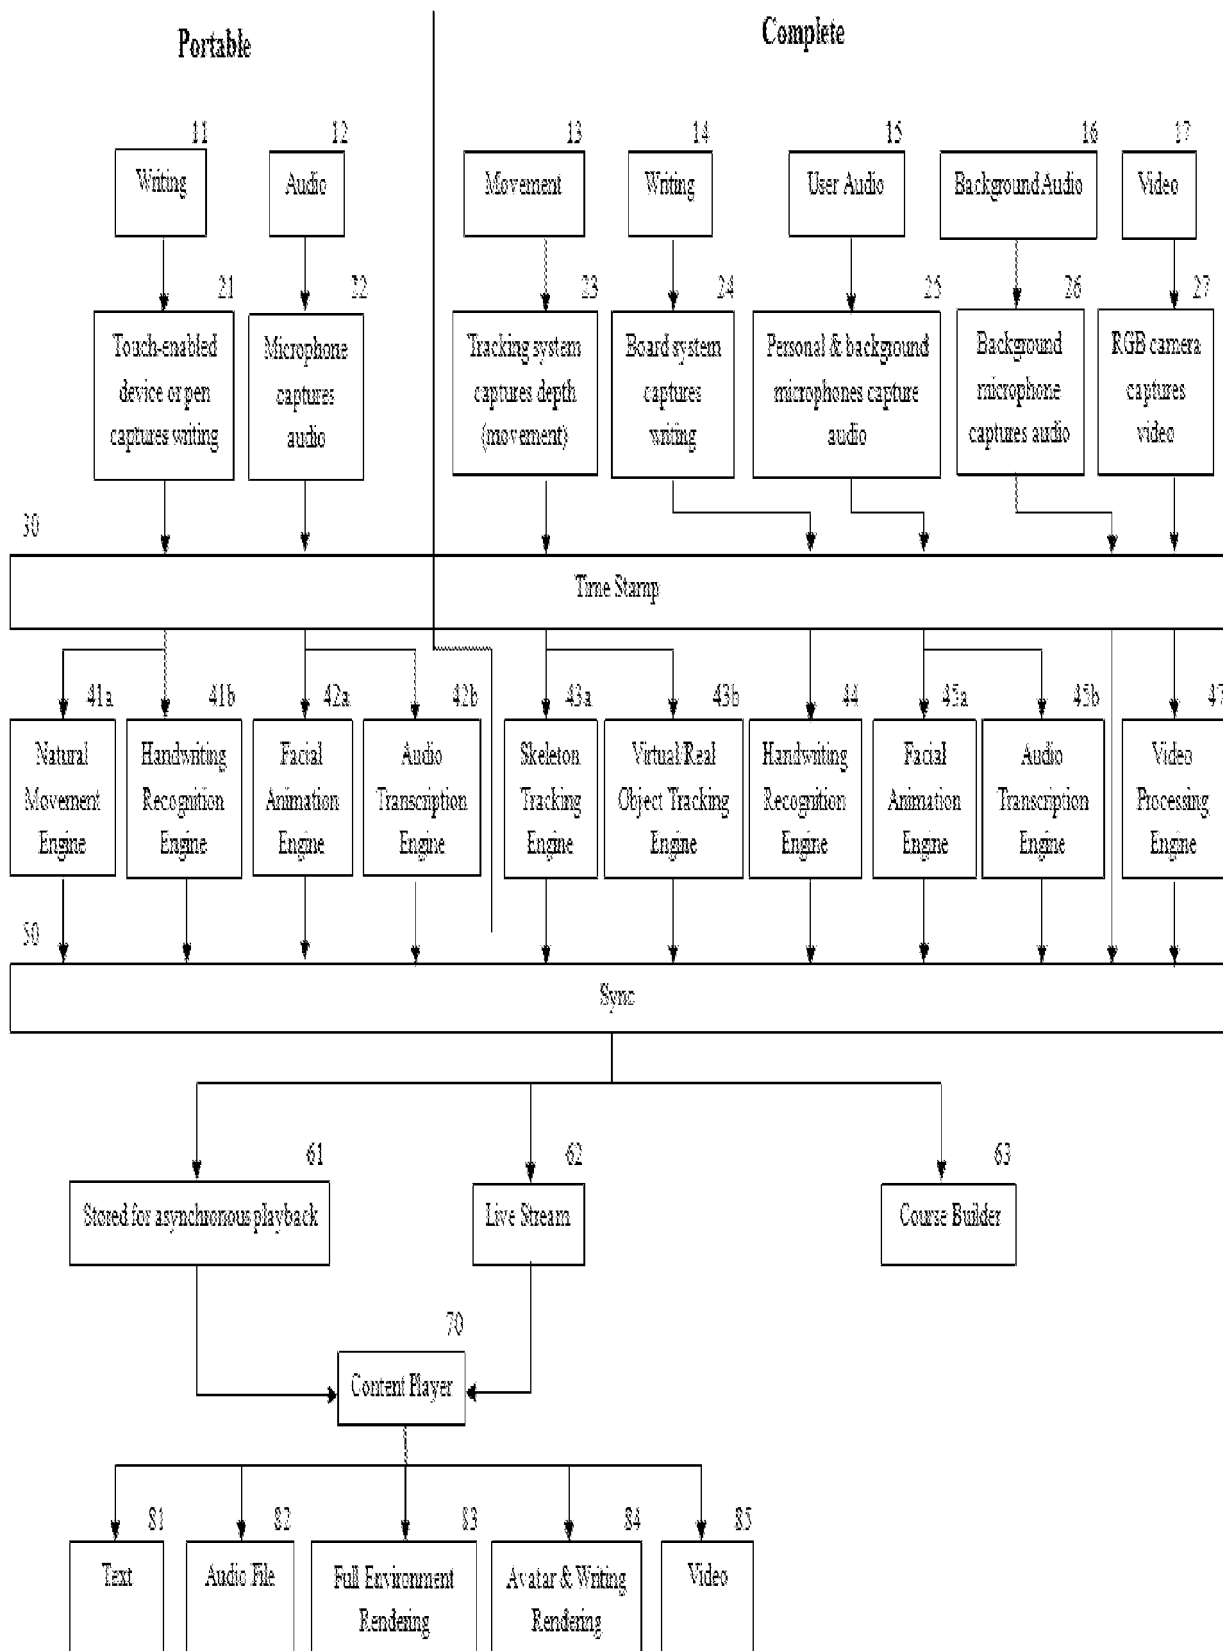 Portable
Complete
11
12
13
14
15
16
17
Writing
Audio
Movement
Writing
User Audio
Background Audio
Video
21
22
23
24
25
26
27
Touch-enabled
device or pen
captures writing
Microphone
captures
audio
Tracking system
captures depth
(movement)
Board system
captures
writing
Personal & background
microphones capture
audio
Background
microphone
captures audio
RGB camera
captures
video
30
Time Stamp
41a
41b
42a
42b
43a
43b
44
45a
45b
47
Natural
Movement
Engine
Handwriting
Recognition
Engine
Facial
Animation
Engine
Audio
Transcription
Engine
Skeleton
Tracking
Engine
Virtual/Real
Object Tracking
Engine
Handwriting
Recognition
Engine
Facial
Animation
Engine
Audio
Transcription
Engine
Video
Processing
Engine
50
Sync
61
62
63
Stored for asynchronous playback
Live Stream
Course Builder
70
Content Player
81
82
83
84
85
Text
Audio File
Full Environment
Rendering
Avatar & Writing
Rendering
Video